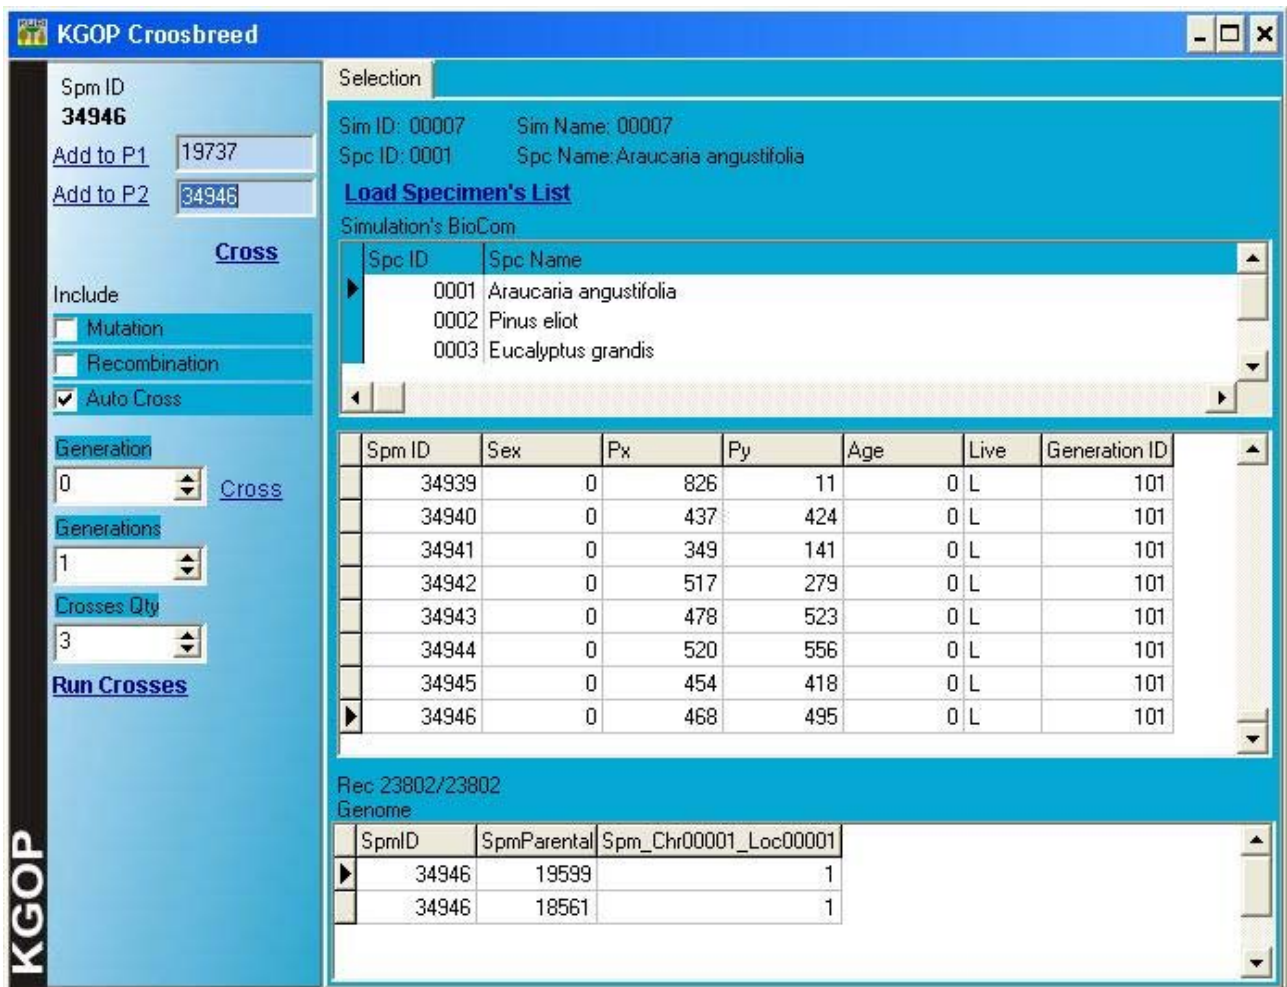 KGOP Croosbreed
Spm ID
34946
Add to P1 19737
Add to P2 34946
Cross
Include
Mutation
Recombination
Auto Cross
Generation
0 Cross
Generations
1
Crosses Qty
3
Run Crosses
KGOP
Selection
Sim ID: 00007 Sim Name: 00007
Spc ID: 0001 Spc Name: Araucaria angustifolia
Load Specimen's List
Simulation's BioCom
Spc ID Spc Name
0001 Araucaria angustifolia
0002 Pinus eliot
0003 Eucalyptus grandis
Spm ID Sex Px Py Age Live Generation ID
34939 0 826 11 0 L 101
34940 0 437 424 0 L 101
34941 0 349 141 0 L 101
34942 0 517 279 0 L 101
34943 0 478 523 0 L 101
34944 0 520 556 0 L 101
34945 0 454 418 0 L 101
34946 0 468 495 0 L 101
Rec 23802/23802
Genome
SpmID SpmParental Spm_Chr00001_Loc00001
34946 19599 1
34946 18561 1